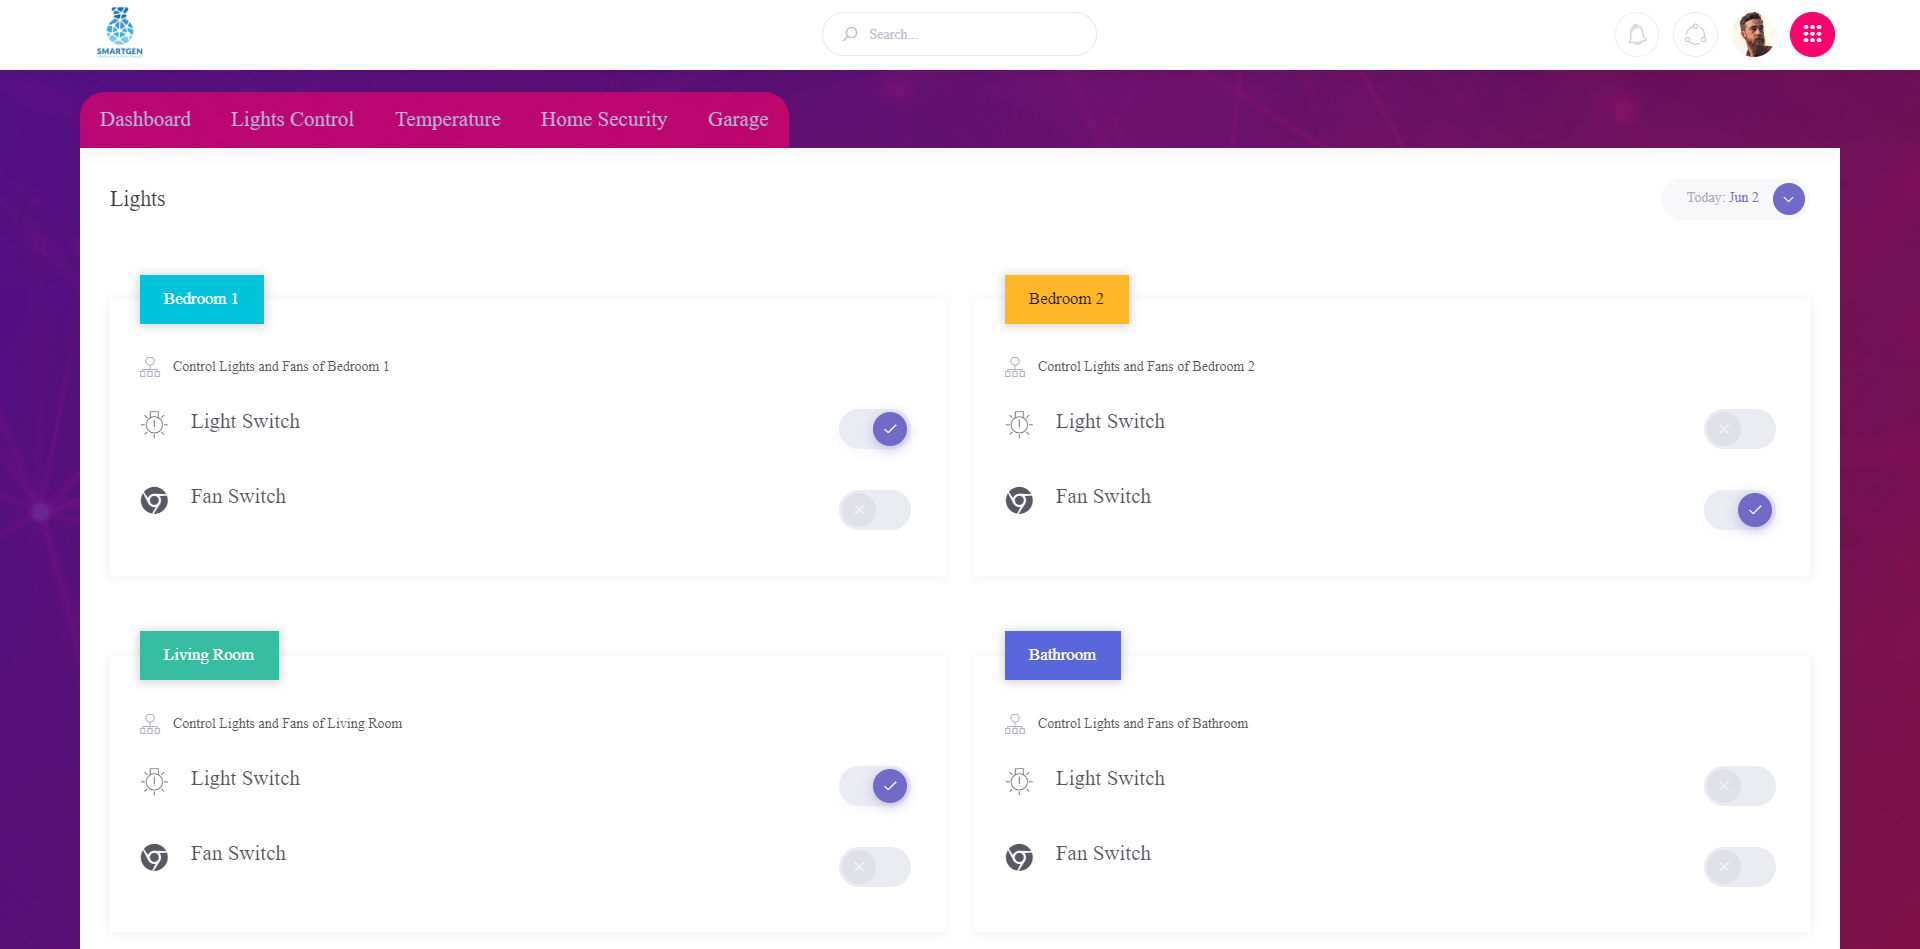 SMARTGEN
Search...
Dashboard Lights Control Temperature Home Security Garage
Lights
Today: Jun 2
Bedroom 1
Control Lights and Fans of Bedroom 1
Light Switch
Fan Switch
Bedroom 2
Control Lights and Fans of Bedroom 2
Light Switch
Fan Switch
Living Room
Control Lights and Fans of Living Room
Light Switch
Fan Switch
Bathroom
Control Lights and Fans of Bathroom
Light Switch
Fan Switch